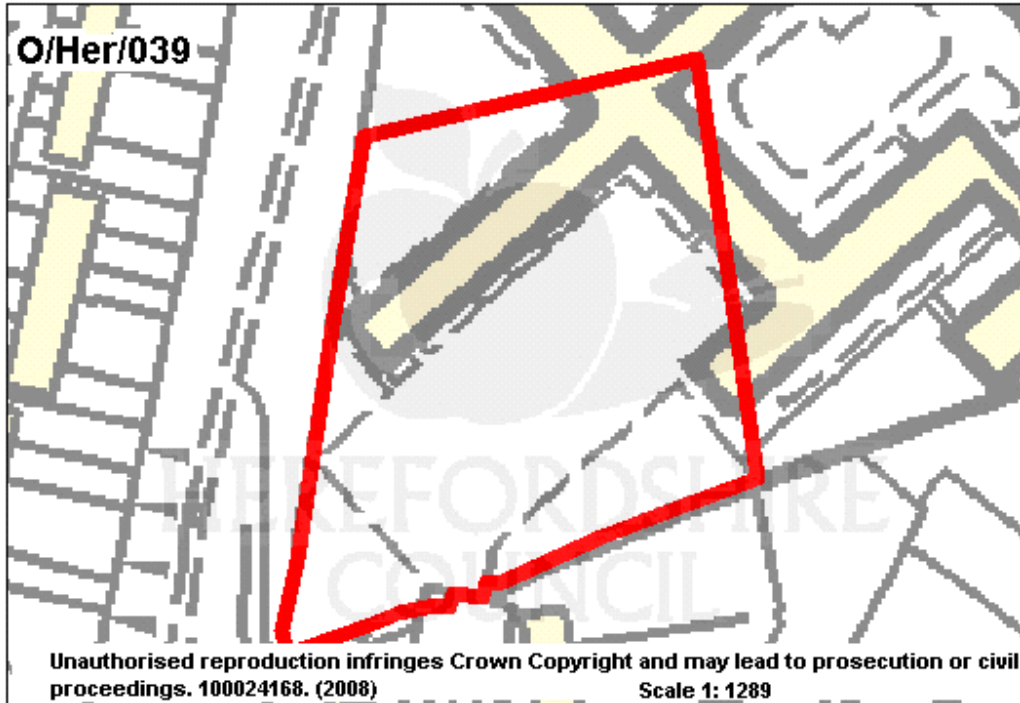 O/Her/039
HEREFORDSHIRE
COUNCIL
Unauthorised reproduction infringes Crown Copyright and may lead to prosecution or civil
proceedings. 100024168. (2008) Scale 1: 1289